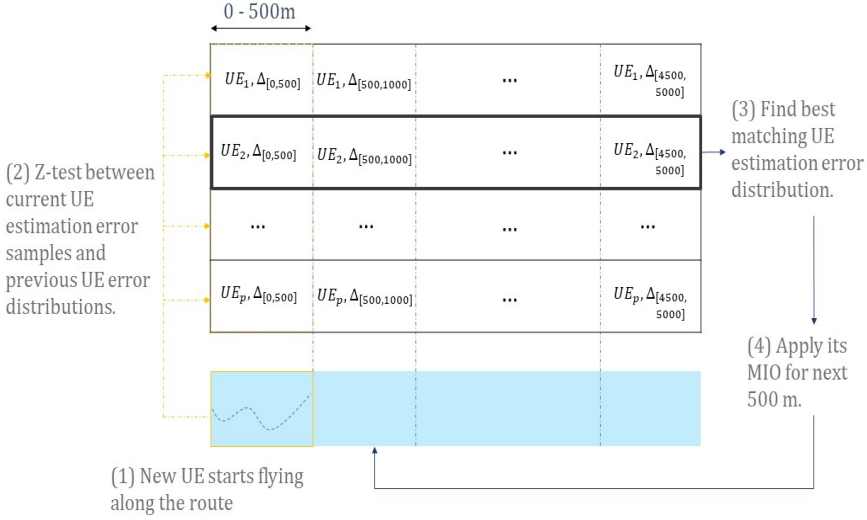 0 - 500m
UE₁, Δ[0,500] UE₁, Δ[500,1000] ... UE₁, Δ[4500,
5000]
UE₂, Δ[0,500] UE₂, Δ[500,1000] ... UE₂, Δ[4500,
5000]
... ... ... ...
UEₚ, Δ[0,500] UEₚ, Δ[500,1000] ... UEₚ, Δ[4500,
5000]
(2) Z-test between
current UE
estimation error
samples and
previous UE error
distributions.
(3) Find best
matching UE
estimation error
distribution.
(4) Apply its
MIO for next
500 m.
(1) New UE starts flying
along the route